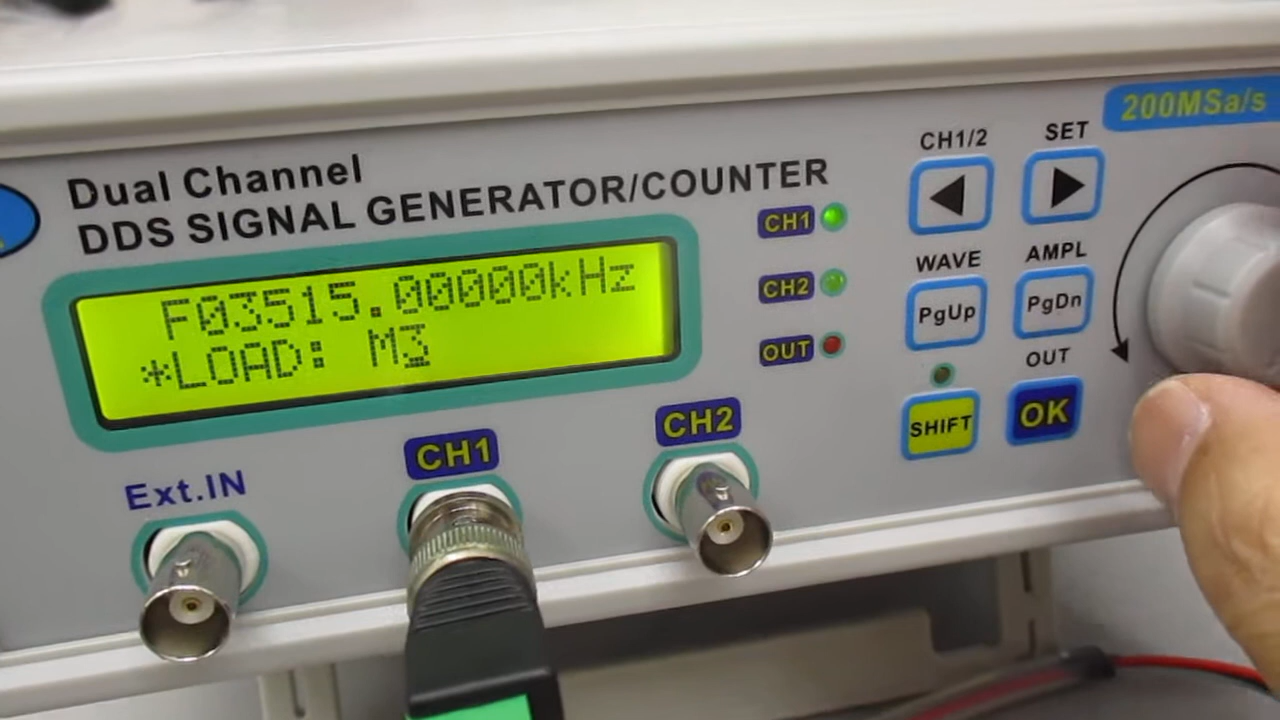 200MSa/s
Dual Channel
DDS SIGNAL GENERATOR/COUNTER
CH1/2
SET
F03515.00000kHz
*LOAD: M3
CH1
CH2
OUT
WAVE
AMPL
PgUp
PgDn
OUT
SHIFT
OK
Ext.IN
CH1
CH2